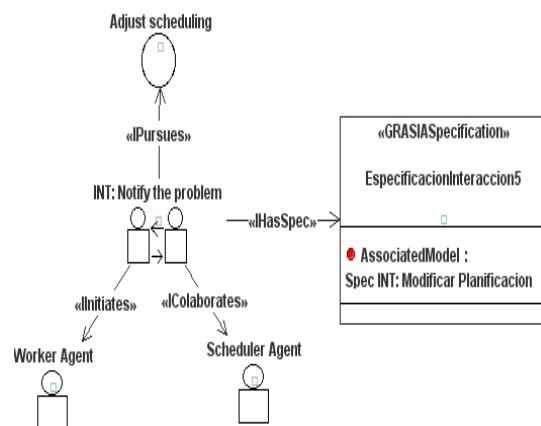 Adjust scheduling
«IPursues»
INT: Notify the problem
«IHasSpec»
«GRASIASpecification»
EspecificacionInteraccion5
AssociatedModel :
Spec INT: Modificar Planificacion
«IInitiates»
«IColaborates»
Worker Agent
Scheduler Agent